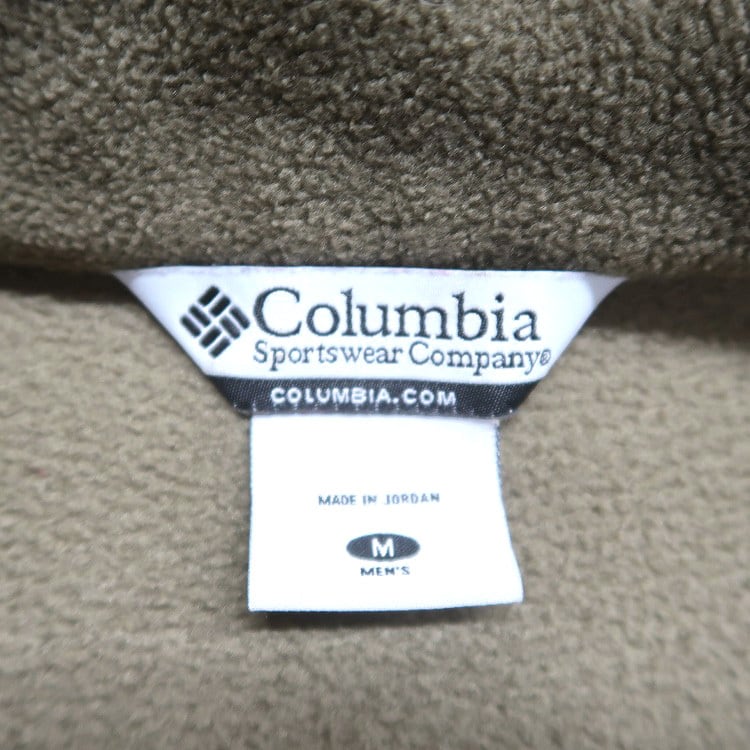 Columbia
Sportswear Company®
COLUMBIA.COM
MADE IN JORDAN
M
MEN'S